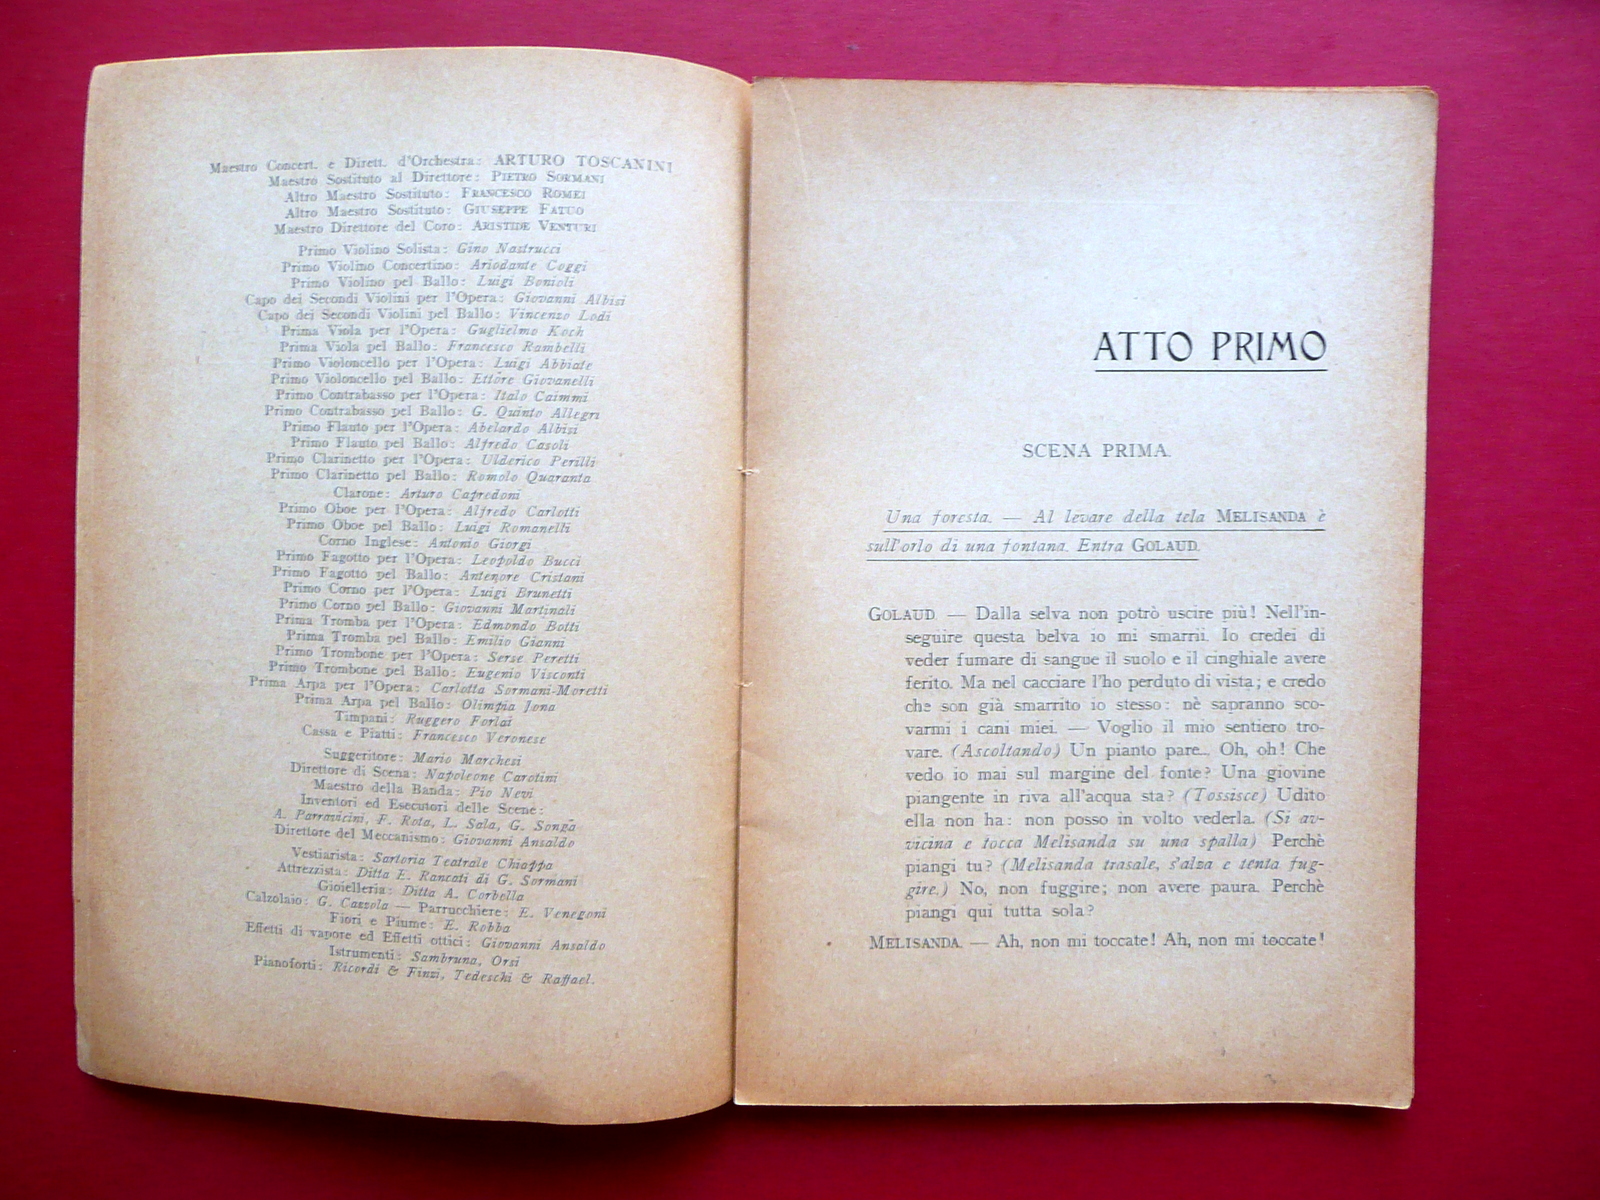 Maestro Concert. e Dirett. d'Orchestra: ARTURO TOSCANINI
Maestro Sostituto al Direttore: PIETRO SORMANI
Altro Maestro Sostituto: FRANCESCO ROMEI
Altro Maestro Sostituto: GIUSEPPE FATUO
Maestro Direttore del Coro: ARISTIDE VENTURI
Primo Violino Solista: Gino Nastrucci
Primo Violino Concertino: Ariodante Coggi
Primo Violino pel Ballo: Luigi Bonioli
Capo dei Secondi Violini per l'Opera: Giovanni Albisi
Capo dei Secondi Violini pel Ballo: Vincenzo Lodi
Prima Viola per l'Opera: Guglielmo Koch
Prima Viola pel Ballo: Francesco Rambelli
Primo Violoncello per l'Opera: Luigi Abbiate
Primo Violoncello pel Ballo: Ettore Giovanelli
Primo Contrabasso per l'Opera: Italo Caimmi
Primo Contrabasso pel Ballo: G. Quinto Allegri
Primo Flauto per l'Opera: Abelardo Albisi
Primo Flauto pel Ballo: Alfredo Casoli
Primo Clarinetto per l'Opera: Ulderico Perilli
Primo Clarinetto pel Ballo: Romolo Quaranta
Clarone: Arturo Capredoni
Primo Oboe per l'Opera: Alfredo Carlotti
Primo Oboe pel Ballo: Luigi Romanelli
Corno Inglese: Antonio Giorgi
Primo Fagotto per l'Opera: Leopoldo Bucci
Primo Fagotto pel Ballo: Antenore Cristani
Primo Corno per l'Opera: Luigi Brunetti
Primo Corno pel Ballo: Giovanni Martinali
Prima Tromba per l'Opera: Edmondo Botti
Prima Tromba pel Ballo: Emilio Gianni
Primo Trombone per l'Opera: Serse Peretti
Primo Trombone pel Ballo: Eugenio Visconti
Prima Arpa per l'Opera: Carlotta Sormani-Moretti
Prima Arpa pel Ballo: Olimpia Jona
Timpani: Ruggero Forlai
Cassa e Piatti: Francesco Veronese
Suggeritore: Mario Marchesi
Direttore di Scena: Napoleone Carotini
Maestro della Banda: Pio Nevi
Inventori ed Esecutori delle Scene:
A. Parravicini, F. Rota, L. Sala, G. Songa
Direttore del Meccanismo: Giovanni Ansaldo
Vestiarista: Sartoria Teatrale Chiappa
Attrezzista: Ditta E. Rancati di G. Sormani
Gioielleria: Ditta A. Corbella
Calzolaio: G. Cazzola — Parrucchiere: E. Venegoni
Fiori e Piume: E. Robba
Effetti di vapore ed Effetti ottici: Giovanni Ansaldo
Istrumenti: Sambruna, Orsi
Pianoforti: Ricordi & Finzi, Tedeschi & Raffael.
ATTO PRIMO
SCENA PRIMA.
Una foresta. — Al levare della tela MELISANDA è
sull'orlo di una fontana. Entra GOLAUD.
GOLAUD — Dalla selva non potrò uscire più! Nell'in-
seguire questa belva io mi smarrii. Io credei di
veder fumare di sangue il suolo e il cinghiale avere
ferito. Ma nel cacciare l'ho perduto di vista; e credo
che son già smarrito io stesso: nè sapranno sco-
varmi i cani miei. — Voglio il mio sentiero tro-
vare. (Ascoltando) Un pianto pare... Oh, oh! Che
vedo io mai sul margine del fonte? Una giovine
piangente in riva all'acqua sta? (Tossisce) Udito
ella non ha: non posso in volto vederla. (Si av-
vicina e tocca Melisanda su una spalla) Perchè
piangi tu? (Melisanda trasale, s'alza e tenta fug-
gire.) No, non fuggire; non avere paura. Perchè
piangi qui tutta sola?
MELISANDA. — Ah, non mi toccate! Ah, non mi toccate!